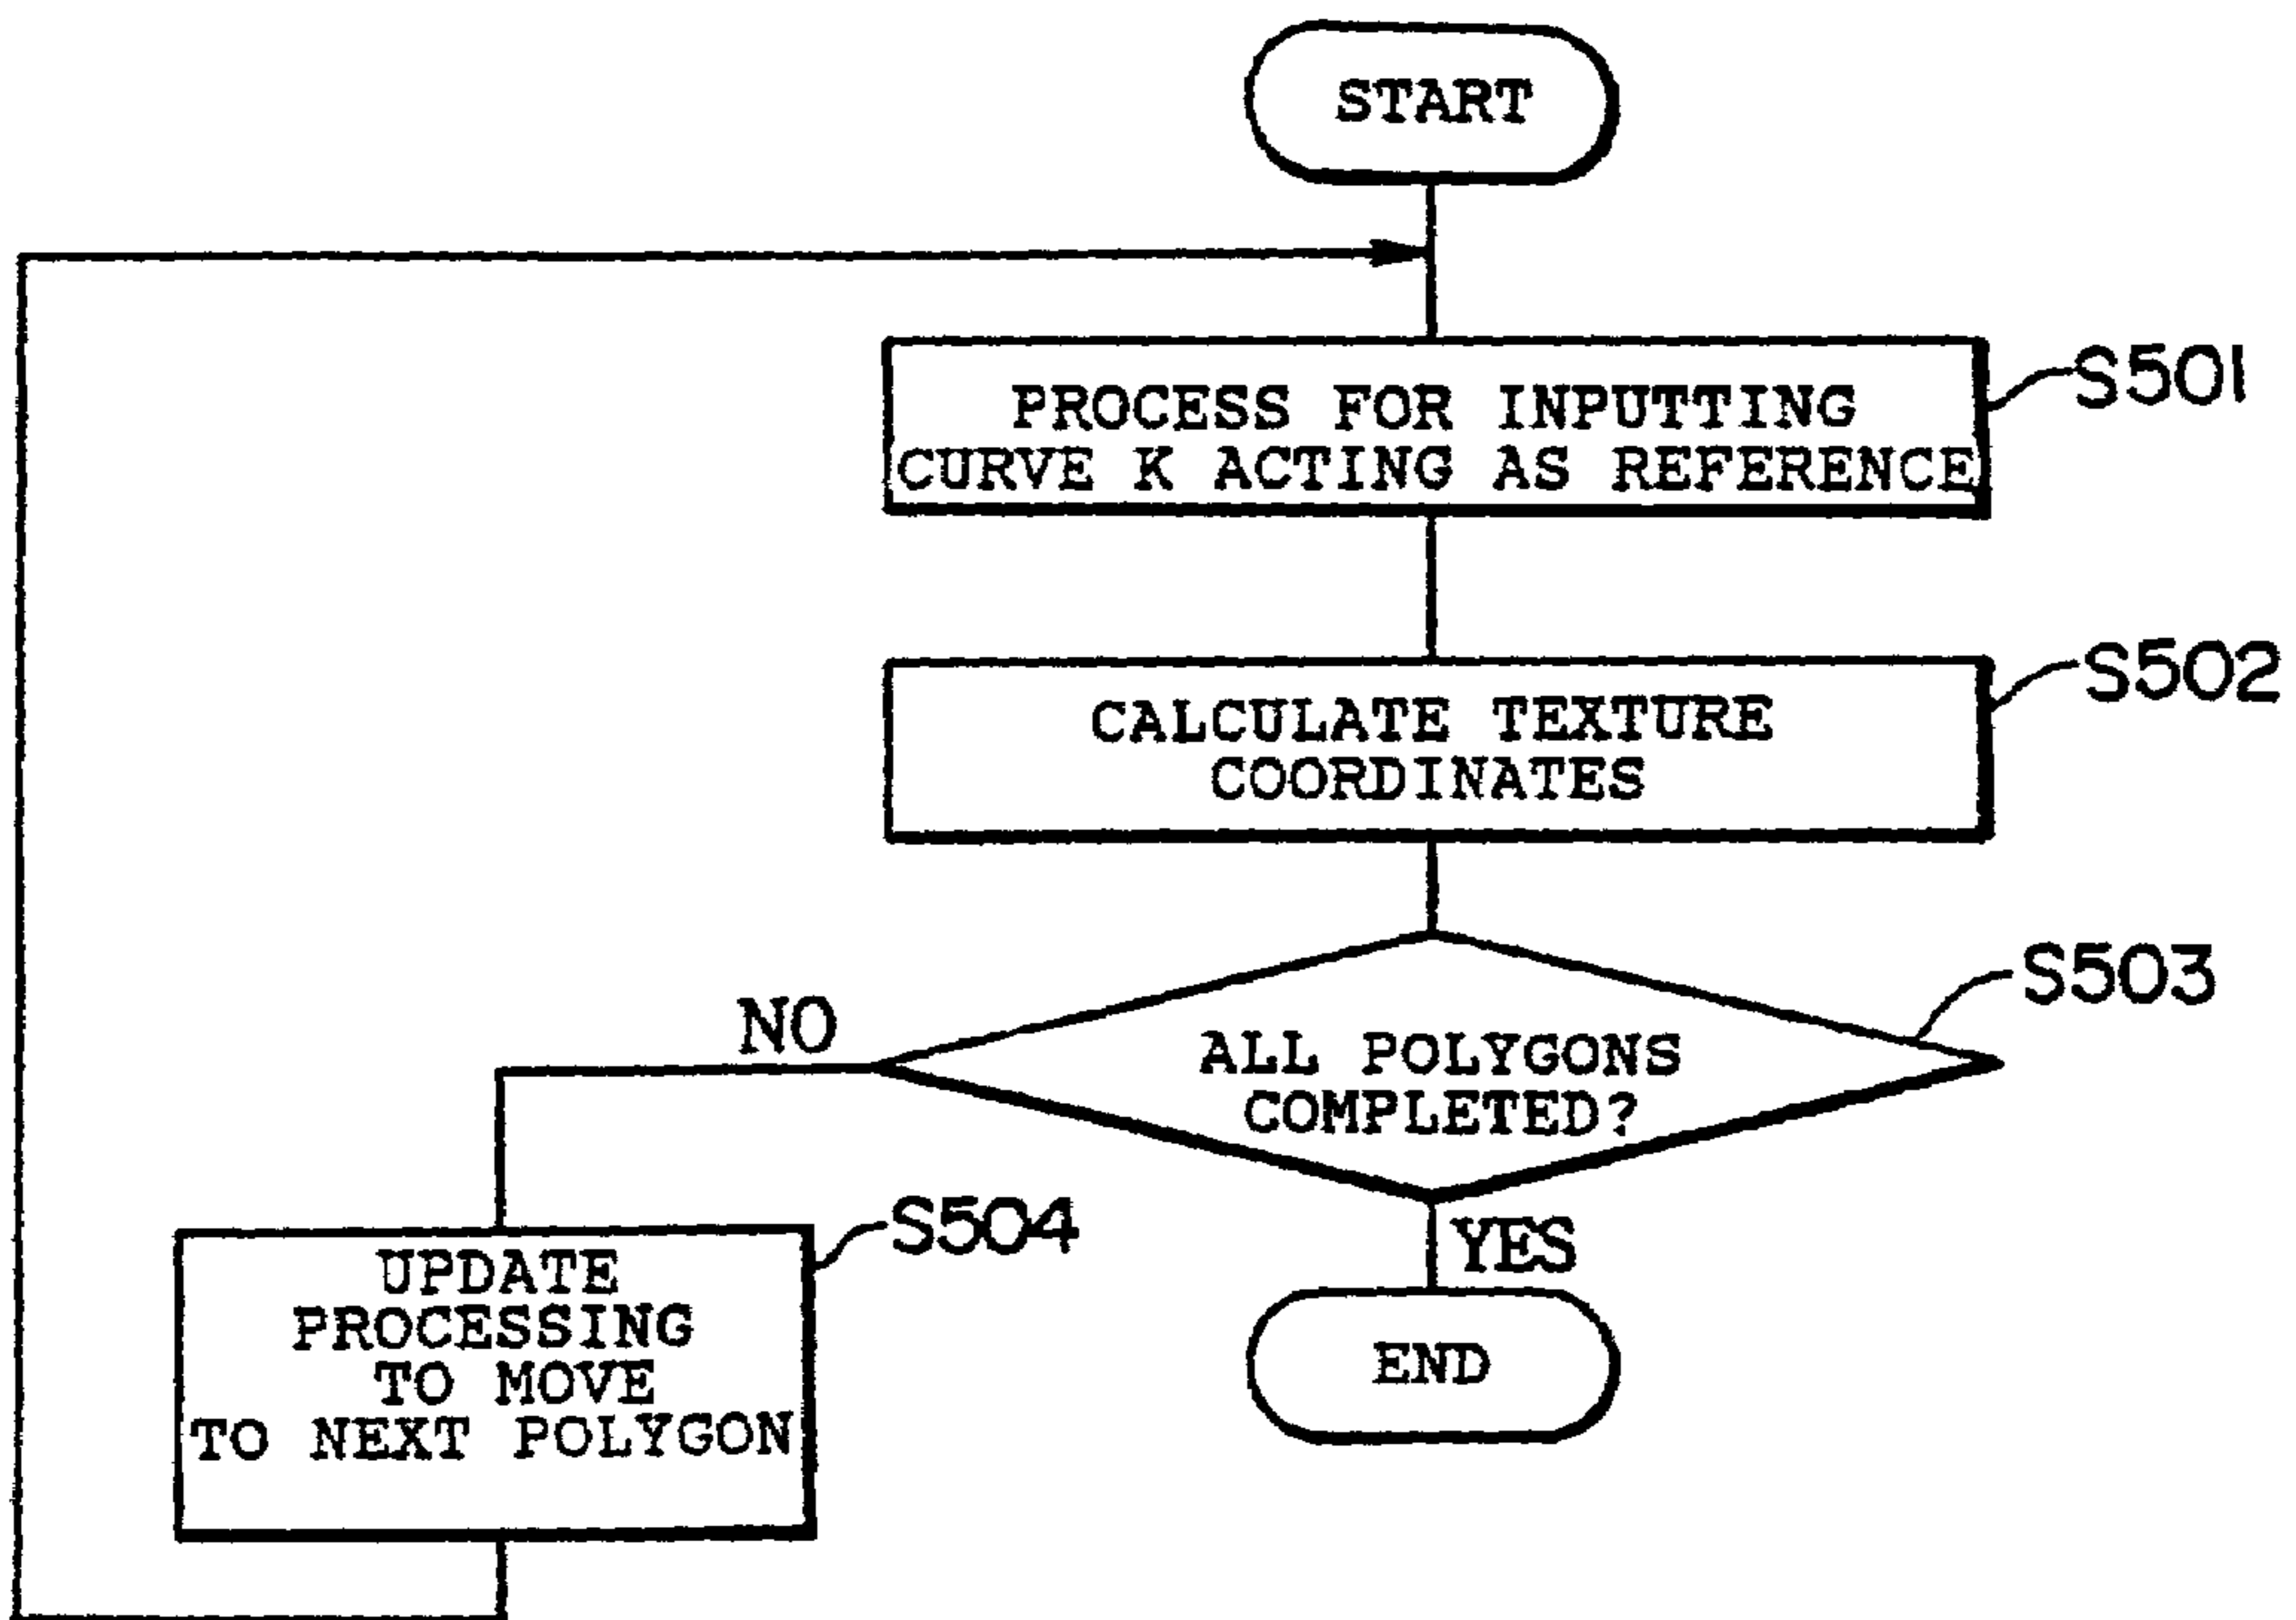 START
PROCESS FOR INPUTTING
CURVE K ACTING AS REFERENCE
S501
CALCULATE TEXTURE
COORDINATES
S502
ALL POLYGONS
COMPLETED?
S503
NO
YES
UPDATE
PROCESSING
TO MOVE
TO NEXT POLYGON
S504
END